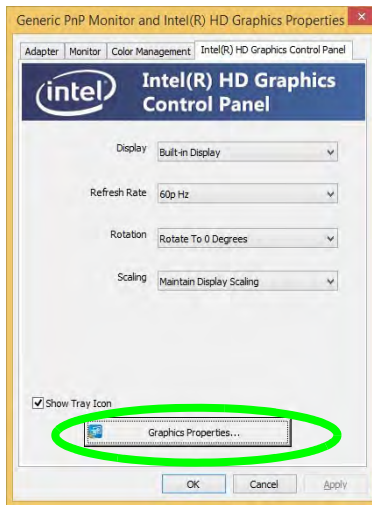 Generic PnP Monitor and Intel(R) HD Graphics Properties
Adapter Monitor Color Management Intel(R) HD Graphics Control Panel
intel
Intel(R) HD Graphics
Control Panel
Display Built-in Display
Refresh Rate 60p Hz
Rotation Rotate To 0 Degrees
Scaling Maintain Display Scaling
Show Tray Icon
Graphics Properties...
OK Cancel Apply